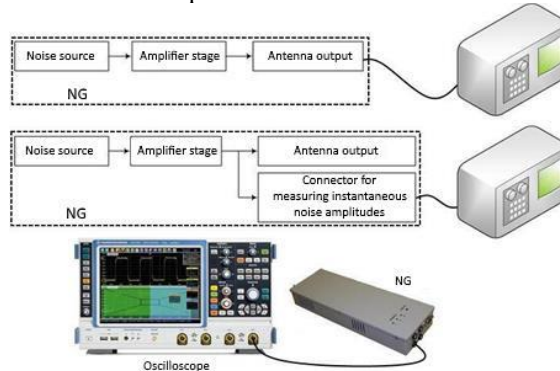 Noise source
Amplifier stage
Antenna output
NG
Noise source
Amplifier stage
Antenna output
Connector for
measuring instantaneous
noise amplitudes
NG
NG
Oscilloscope